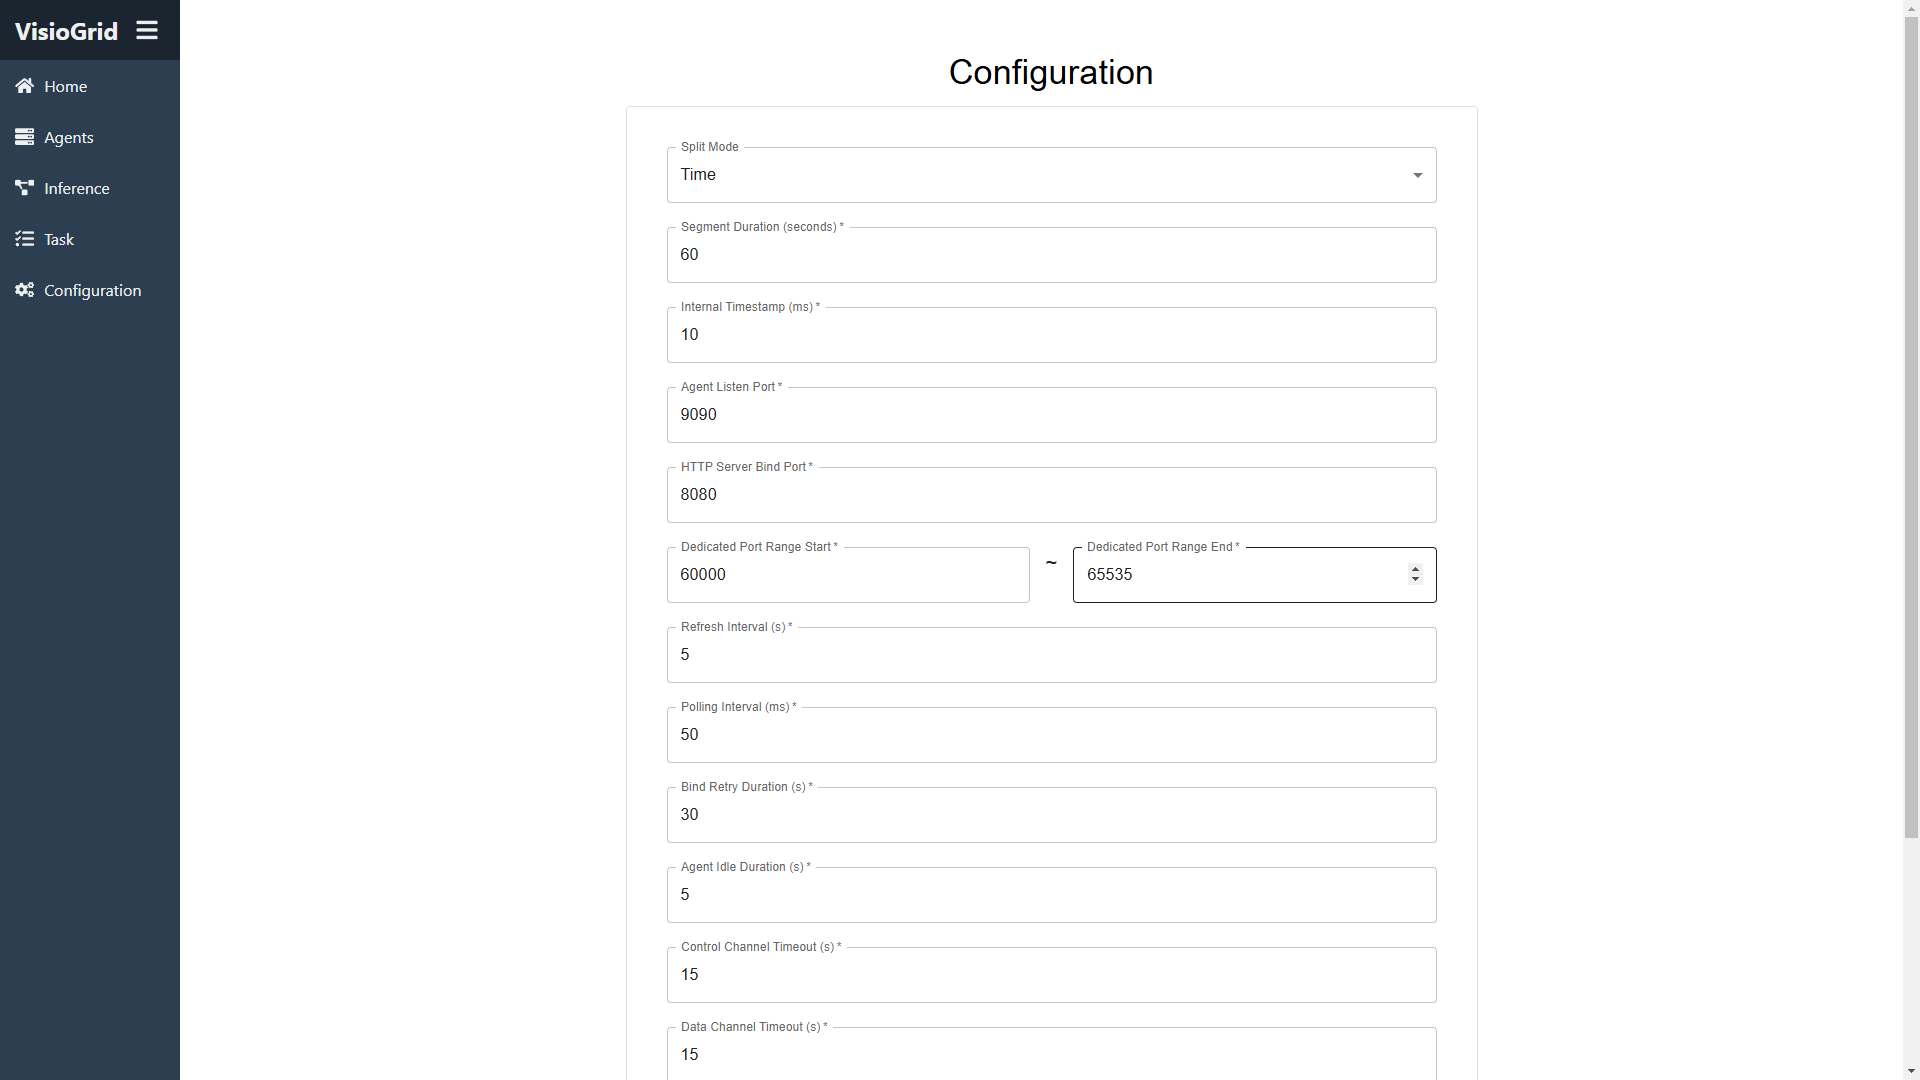 VisioGrid
Home
Agents
Inference
Task
Configuration
Configuration
Split Mode
Time
Segment Duration (seconds) *
60
Internal Timestamp (ms) *
10
Agent Listen Port *
9090
HTTP Server Bind Port *
8080
Dedicated Port Range Start *
60000
~
Dedicated Port Range End *
65535
Refresh Interval (s) *
5
Polling Interval (ms) *
50
Bind Retry Duration (s) *
30
Agent Idle Duration (s) *
5
Control Channel Timeout (s) *
15
Data Channel Timeout (s) *
15